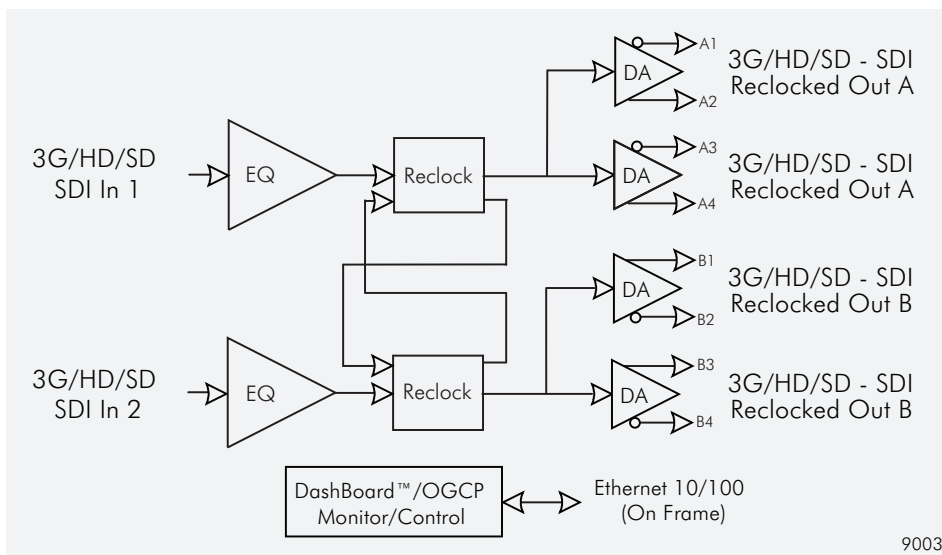 3G/HD/SD
SDI In 1
EQ
Reclock
DA
A1
A2
3G/HD/SD - SDI
Reclocked Out A
DA
A3
A4
3G/HD/SD - SDI
Reclocked Out A
DA
B1
B2
3G/HD/SD - SDI
Reclocked Out B
3G/HD/SD
SDI In 2
EQ
Reclock
DA
B3
B4
3G/HD/SD - SDI
Reclocked Out B
DashBoard™/OGCP
Monitor/Control
Ethernet 10/100
(On Frame)
9003